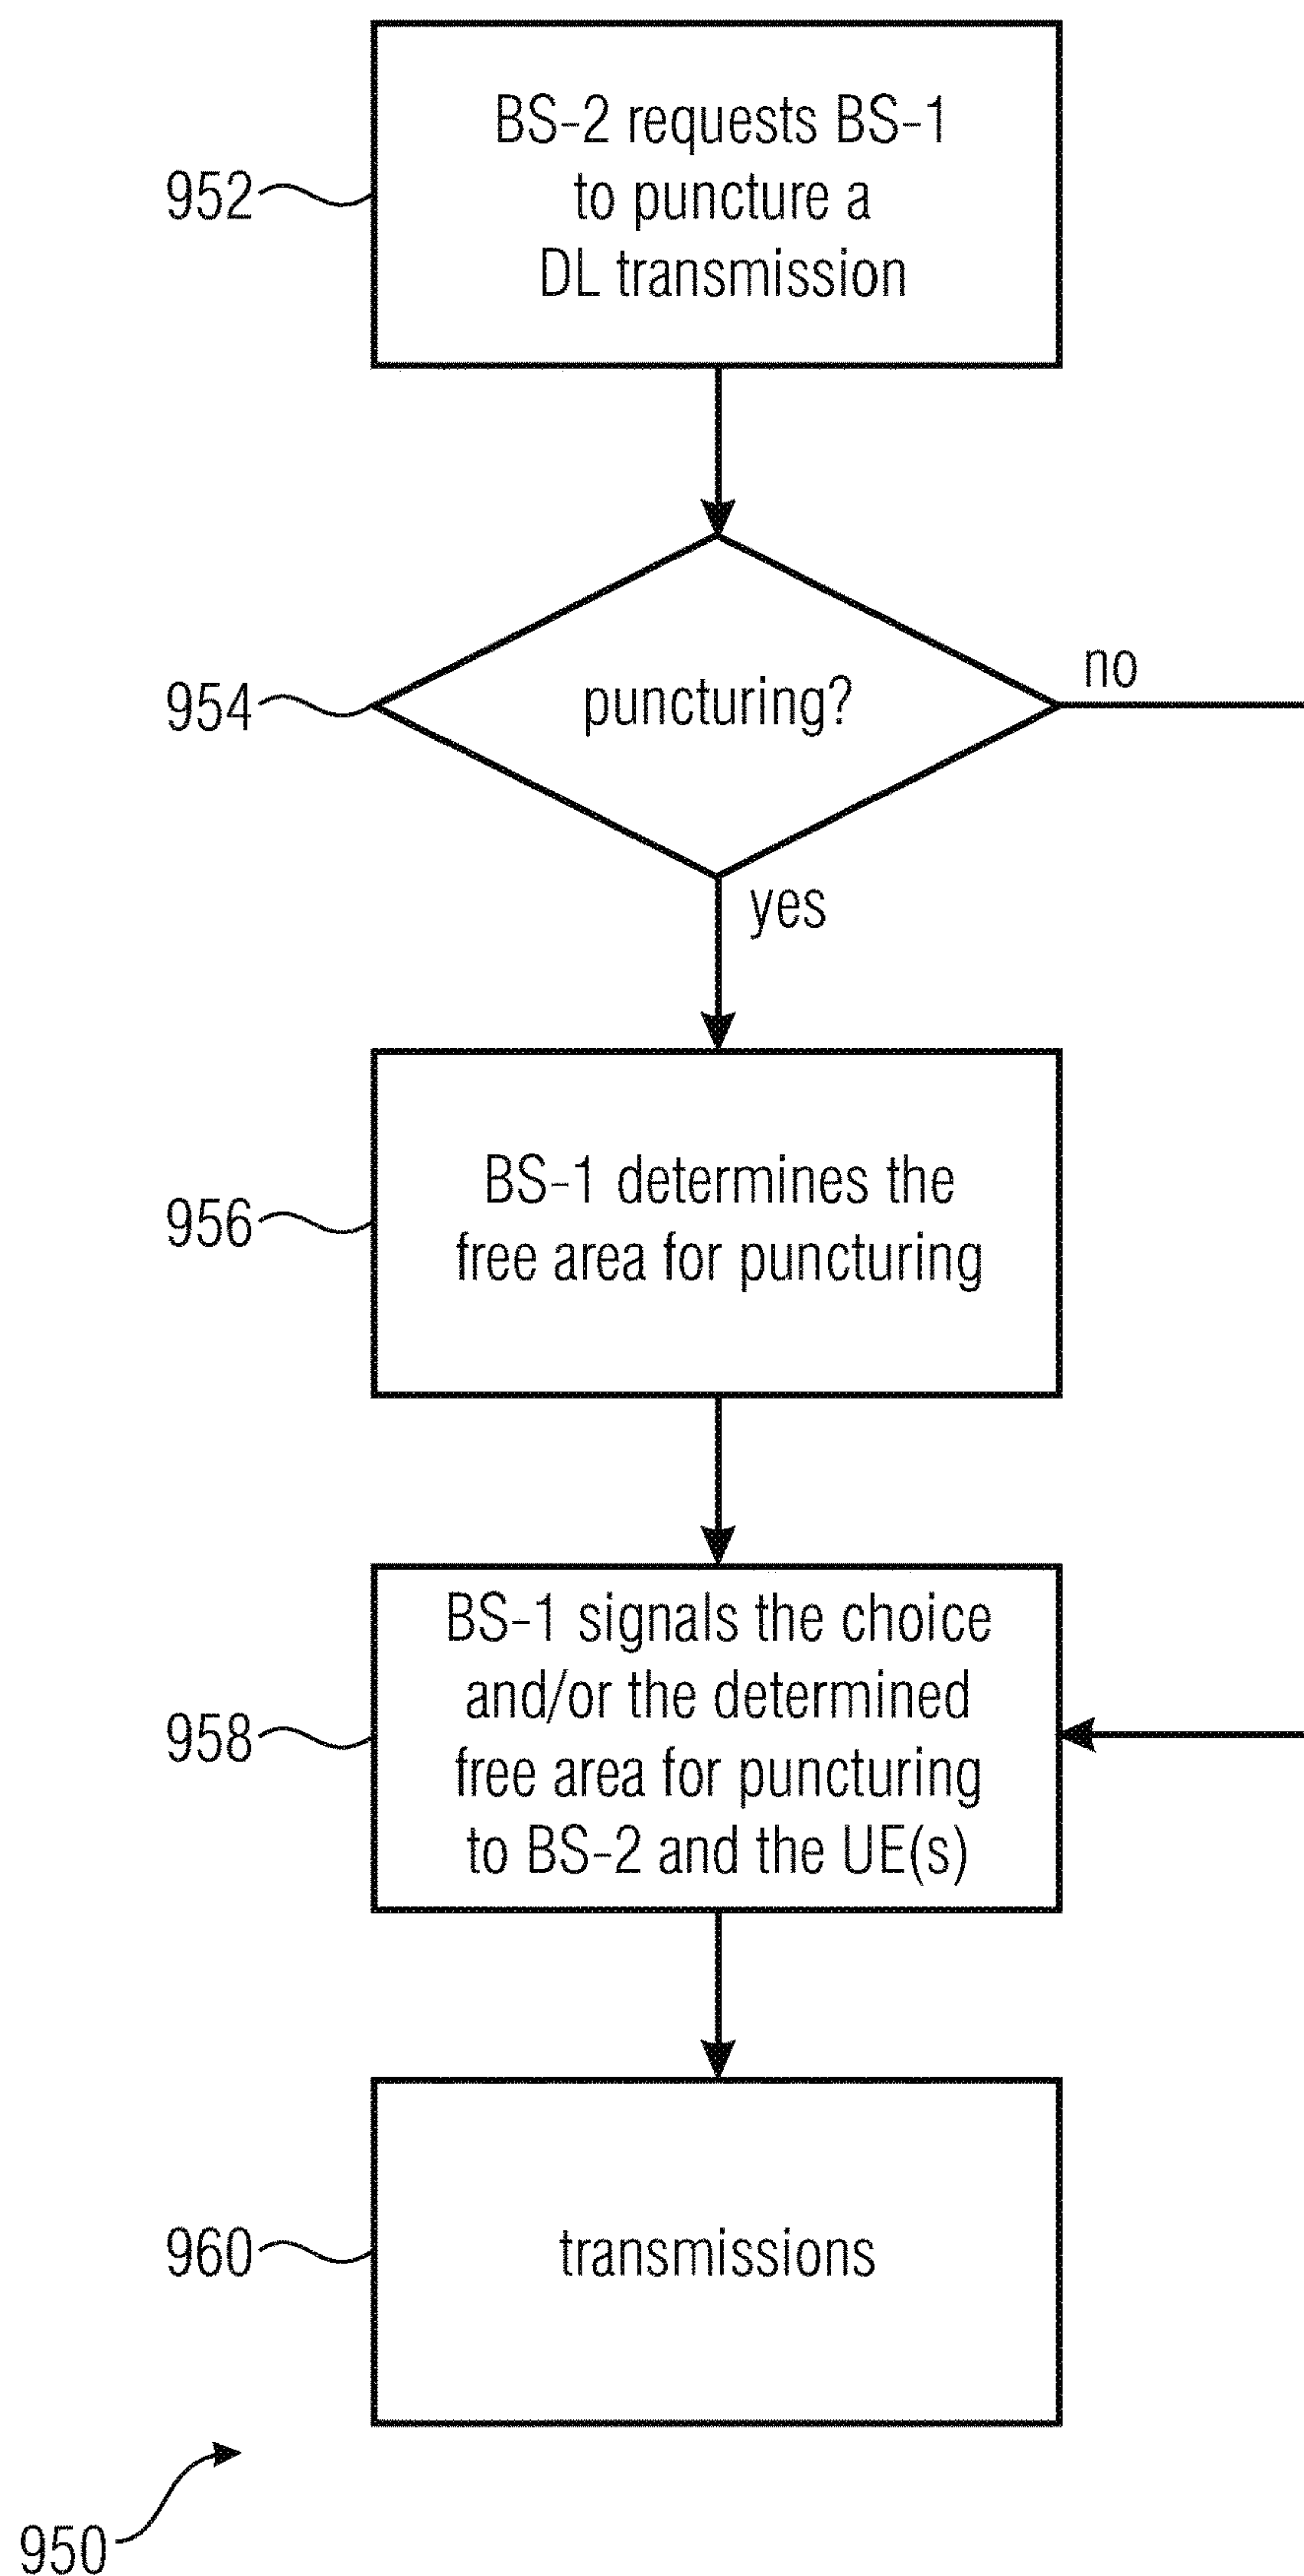 BS-2 requests BS-1
to puncture a
DL transmission
952
puncturing?
no
954
yes
BS-1 determines the
free area for puncturing
956
BS-1 signals the choice
and/or the determined
free area for puncturing
to BS-2 and the UE(s)
958
transmissions
960
950